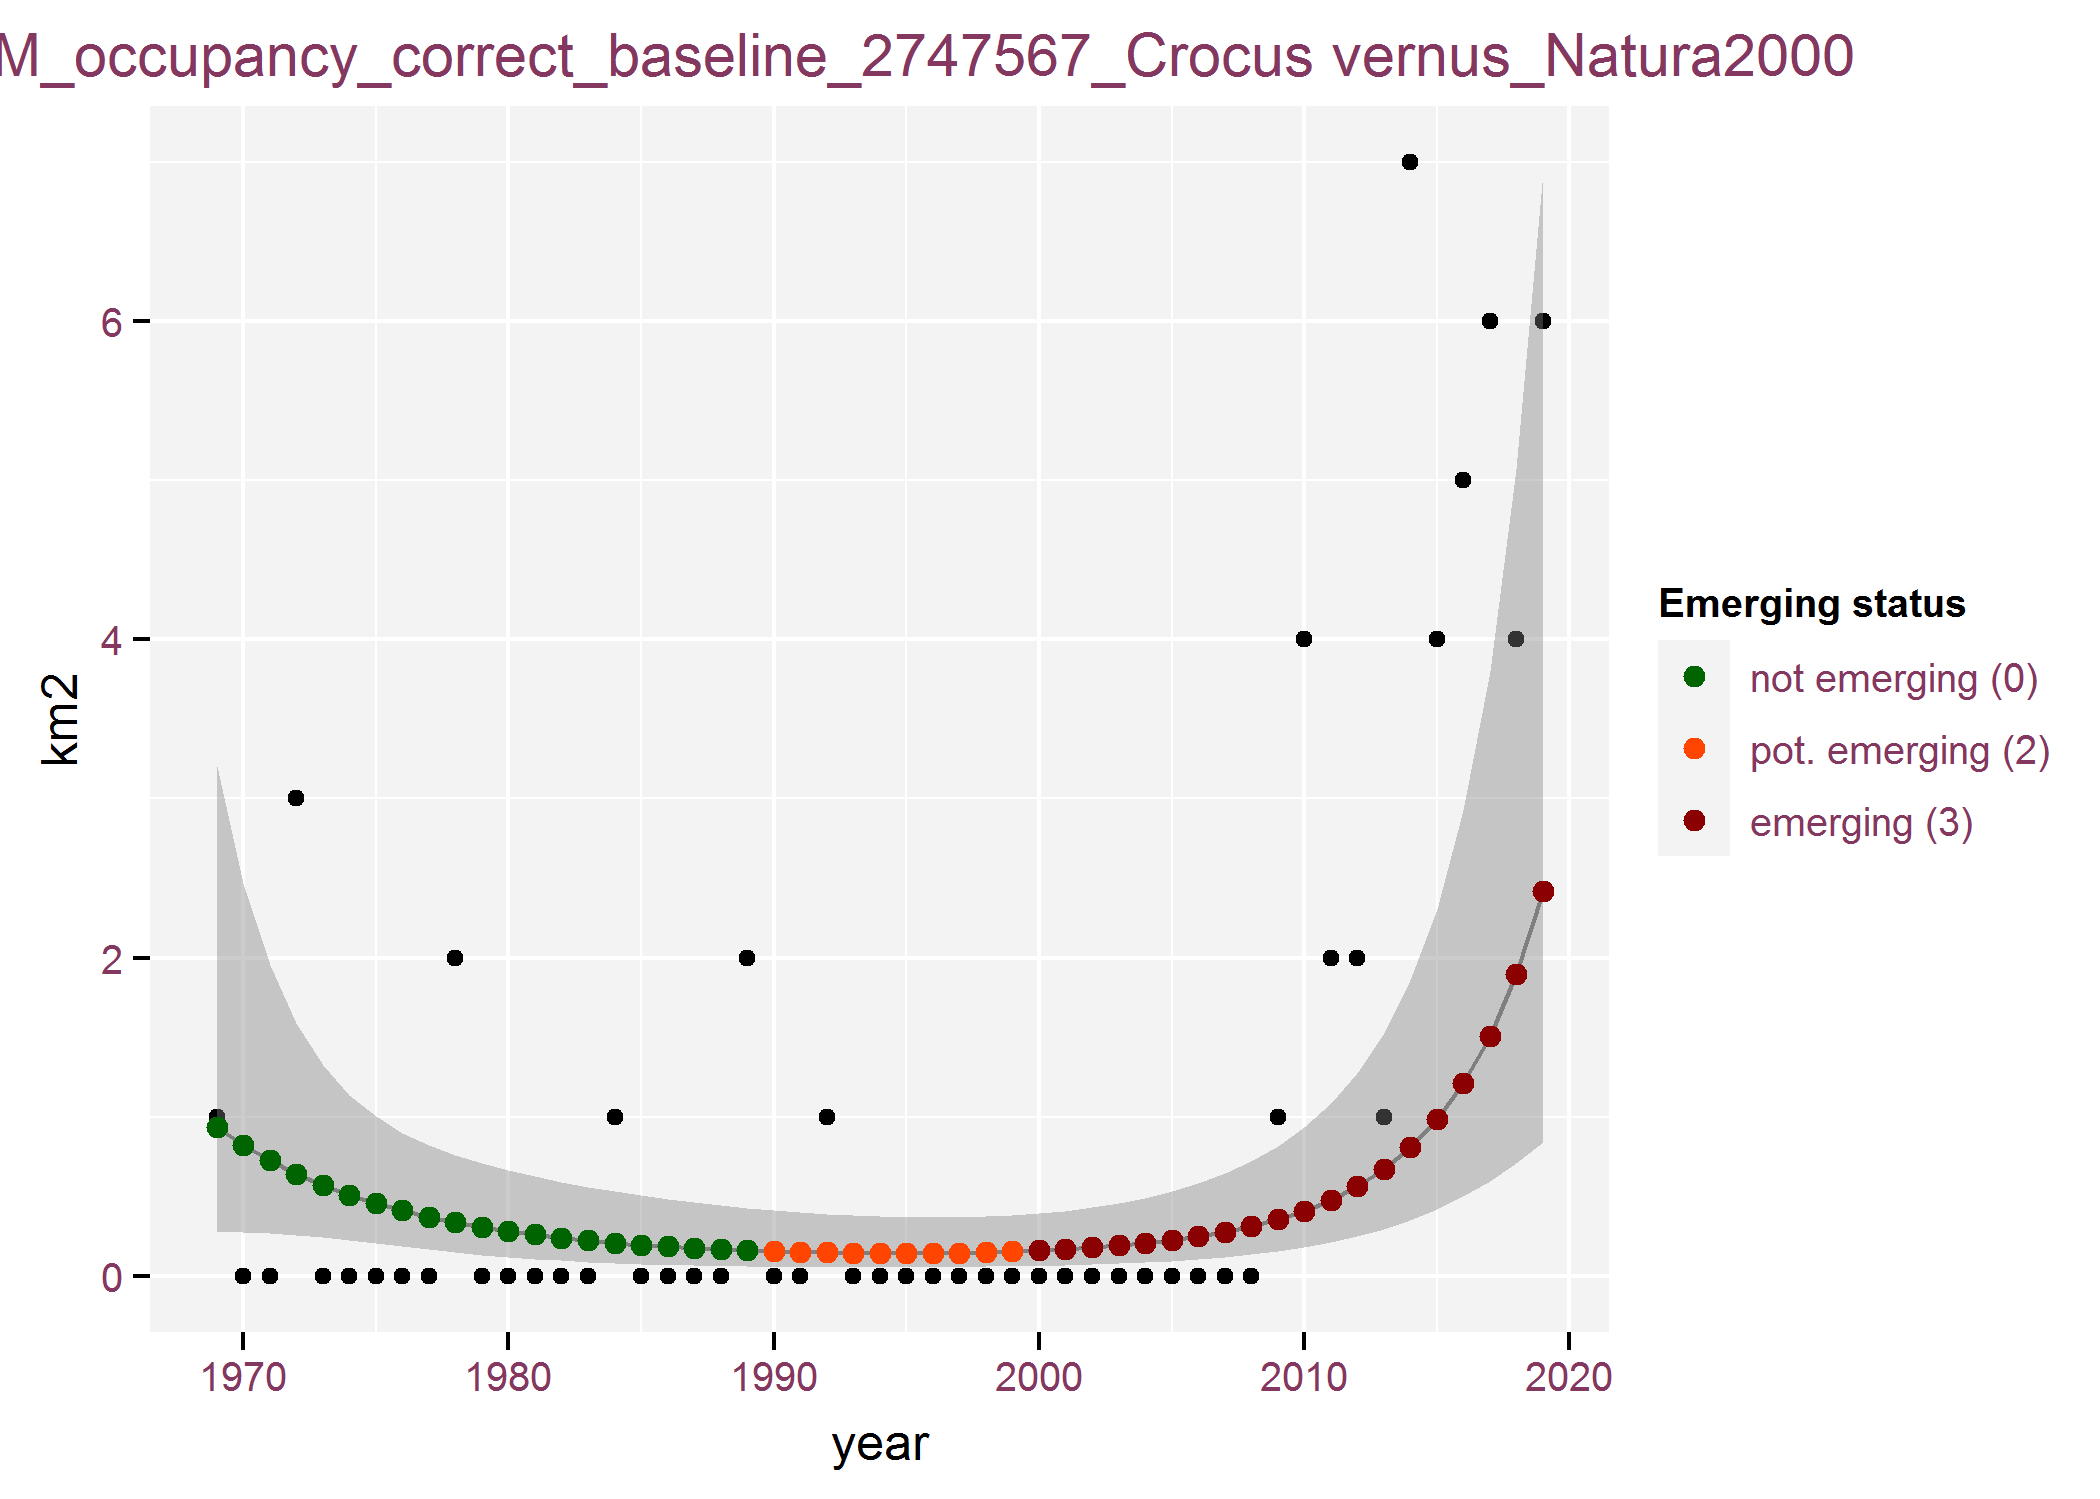 M_occupancy_correct_baseline_2747567_Crocus vernus_Natura2000
6
4
2
0
km2
1970 1980 1990 2000 2010 2020
year
Emerging status
not emerging (0)
pot. emerging (2)
emerging (3)